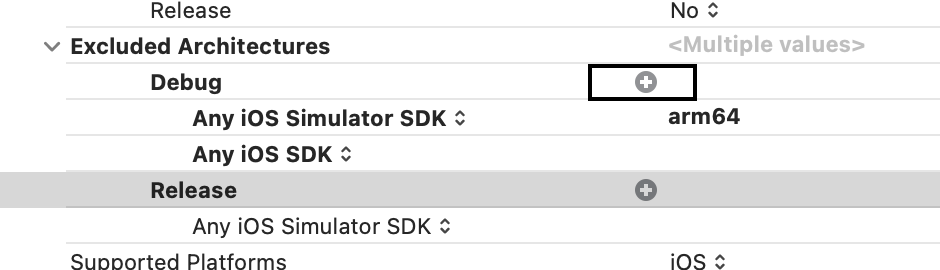 Release No
Excluded Architectures <Multiple values>
Debug
Any iOS Simulator SDK arm64
Any iOS SDK
Release
Any iOS Simulator SDK
Supported Platforms iOS